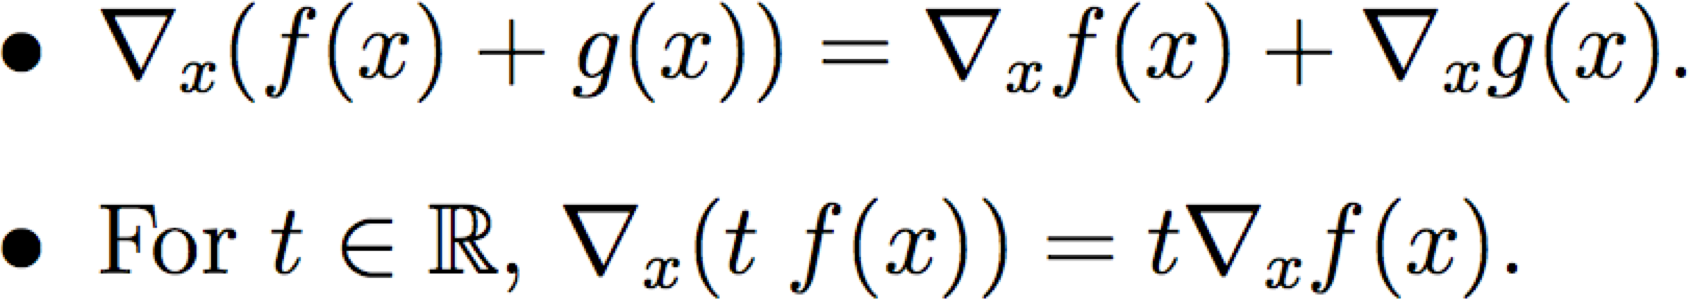 • ∇ₓ(f(x) + g(x)) = ∇ₓf(x) + ∇ₓg(x).
• For t ∈ ℝ, ∇ₓ(t f(x)) = t∇ₓf(x).